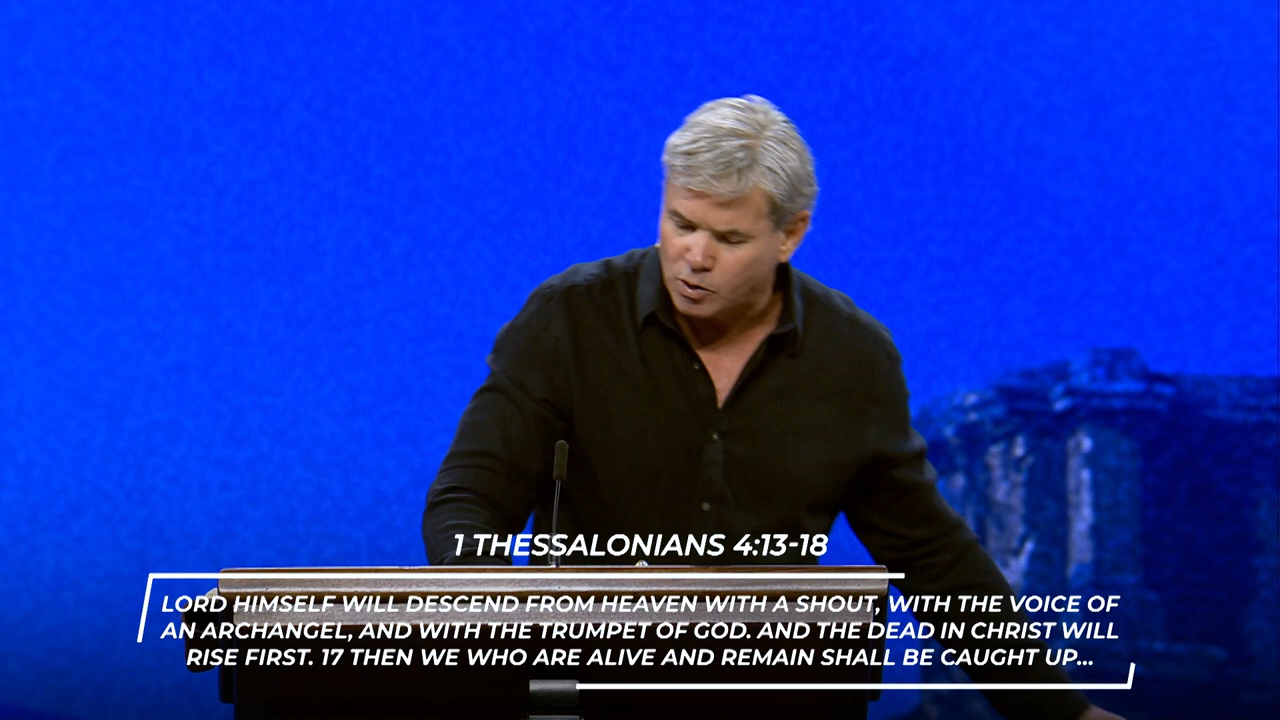 1 THESSALONIANS 4:13-18
LORD HIMSELF WILL DESCEND FROM HEAVEN WITH A SHOUT, WITH THE VOICE OF
AN ARCHANGEL, AND WITH THE TRUMPET OF GOD. AND THE DEAD IN CHRIST WILL
RISE FIRST. 17 THEN WE WHO ARE ALIVE AND REMAIN SHALL BE CAUGHT UP...